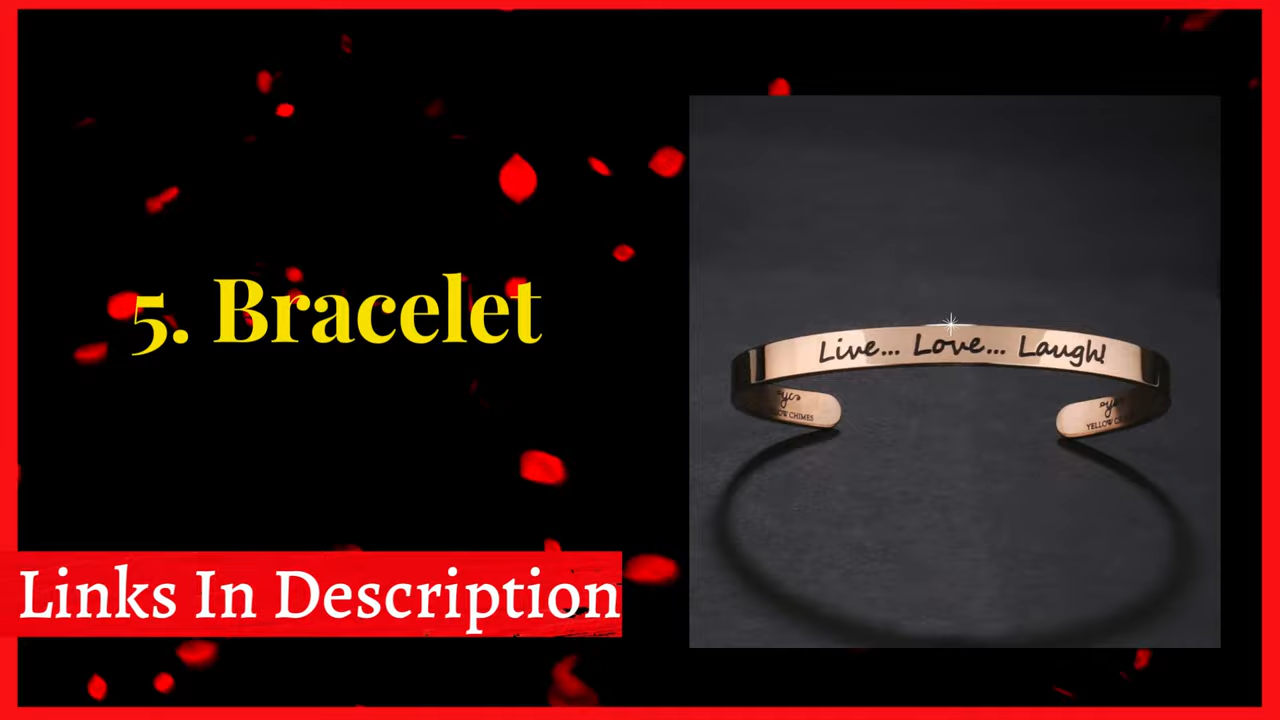 5. Bracelet
Live... Love... Laugh!
YELLOW CHIMES
Links In Description